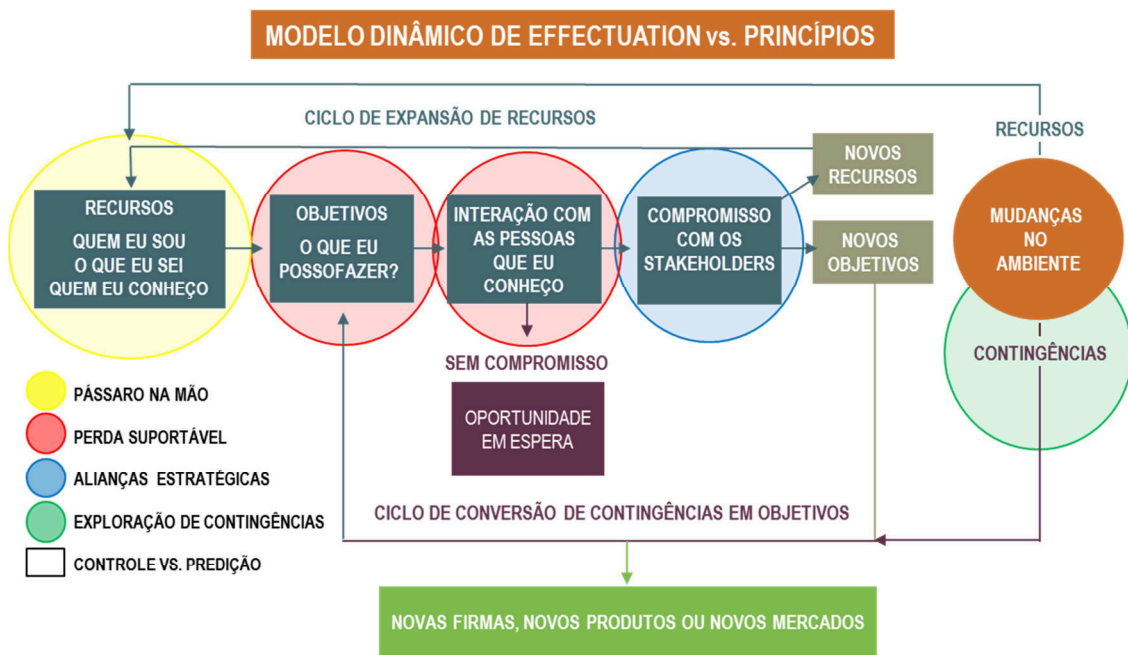 MODELO DINÂMICO DE EFFECTUATION vs. PRINCÍPIOS
CICLO DE EXPANSÃO DE RECURSOS
RECURSOS
RECURSOS
QUEM EU SOU
O QUE EU SEI
QUEM EU CONHEÇO
OBJETIVOS
O QUE EU
POSSOFAZER?
INTERAÇÃO COM
AS PESSOAS
QUE EU
CONHEÇO
COMPROMISSO
COM OS
STAKEHOLDERS
NOVOS
RECURSOS
NOVOS
OBJETIVOS
MUDANÇAS
NO
AMBIENTE
CONTINGÊNCIAS
SEM COMPROMISSO
OPORTUNIDADE
EM ESPERA
PÁSSARO NA MÃO
PERDA SUPORTÁVEL
ALIANÇAS ESTRATÉGICAS
EXPLORAÇÃO DE CONTINGÊNCIAS
CONTROLE VS. PREDIÇÃO
CICLO DE CONVERSÃO DE CONTINGÊNCIAS EM OBJETIVOS
NOVAS FIRMAS, NOVOS PRODUTOS OU NOVOS MERCADOS